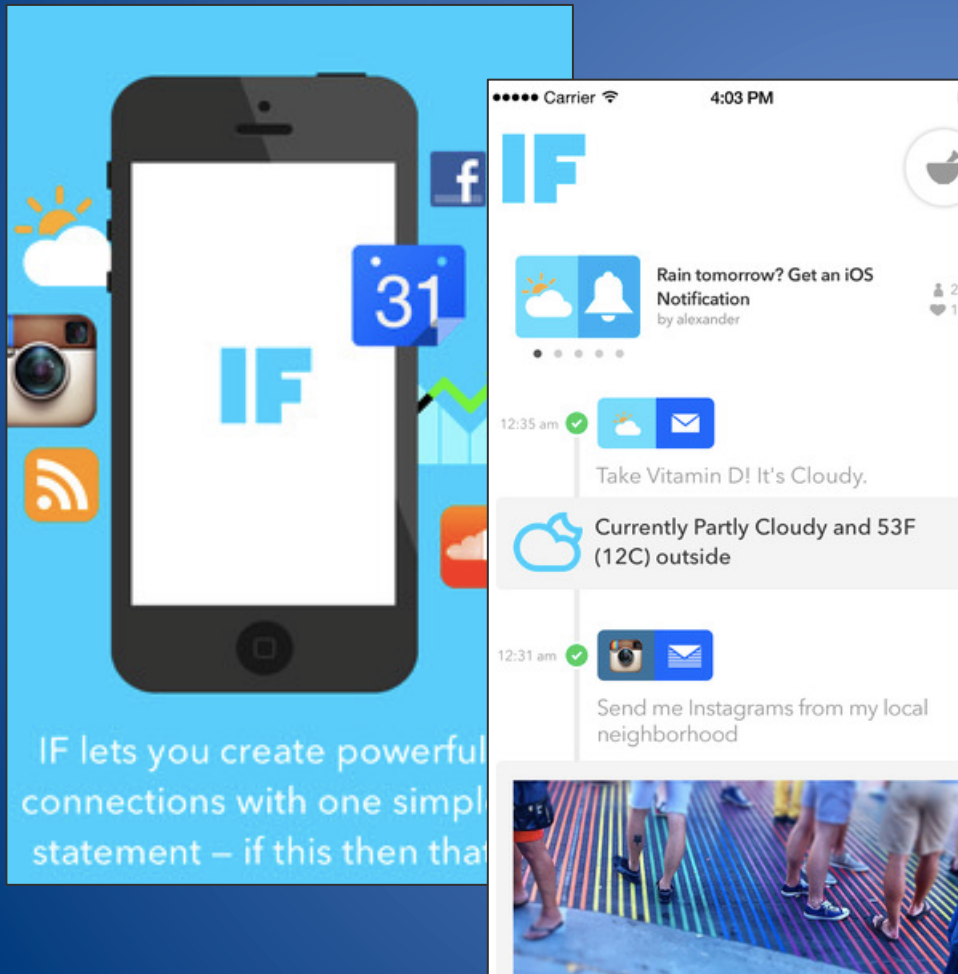 f
31
IF
IF lets you create powerful
connections with one simpl
statement – if this then that
Carrier
4:03 PM
IF
Rain tomorrow? Get an iOS
Notification
by alexander
2
1
12:35 am
Take Vitamin D! It's Cloudy.
Currently Partly Cloudy and 53F
(12C) outside
12:31 am
Send me Instagrams from my local
neighborhood